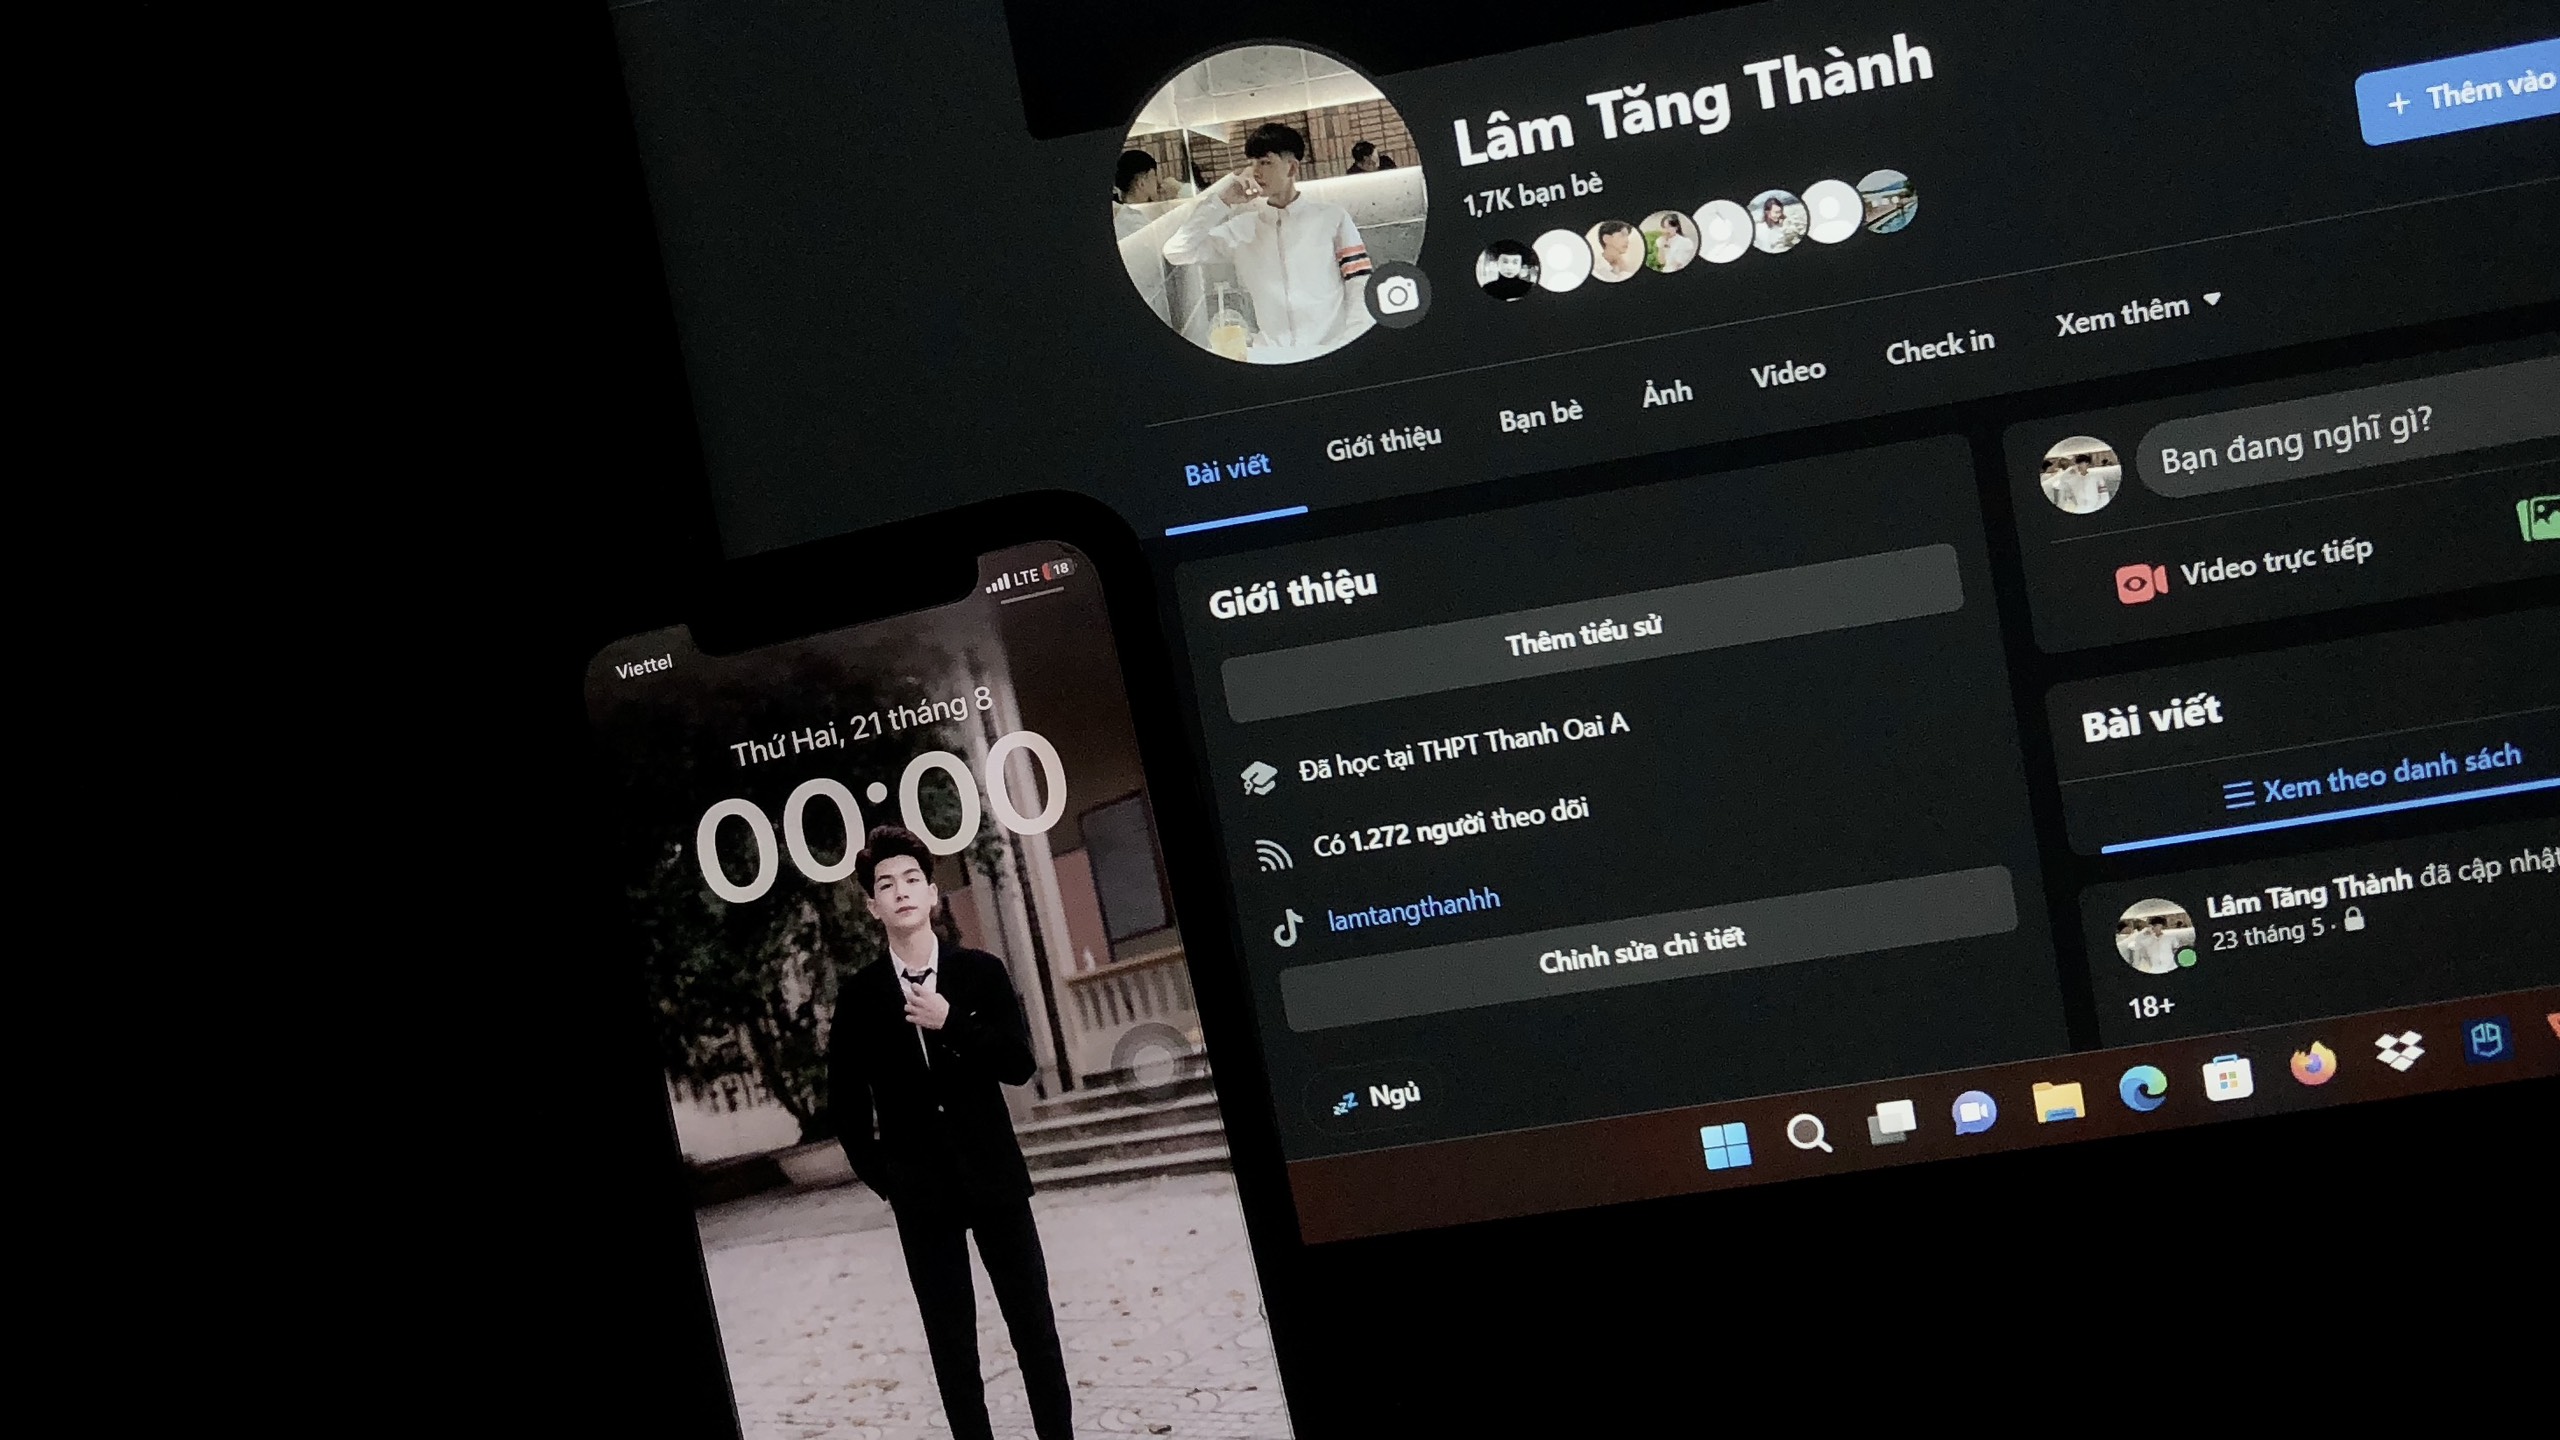 Lâm Tăng Thành
1,7K bạn bè
+ Thêm vào
Bài viết
Giới thiệu
Bạn bè
Ảnh
Video
Check in
Xem thêm
Giới thiệu
Thêm tiểu sử
Đã học tại THPT Thanh Oai A
Có 1.272 người theo dõi
lamtangthanhh
Chỉnh sửa chi tiết
zzZ Ngủ
Bạn đang nghĩ gì?
Video trực tiếp
Bài viết
Xem theo danh sách
Lâm Tăng Thành đã cập nhật
23 tháng 5 ·
18+
Viettel
LTE 18
Thứ Hai, 21 tháng 8
00:00